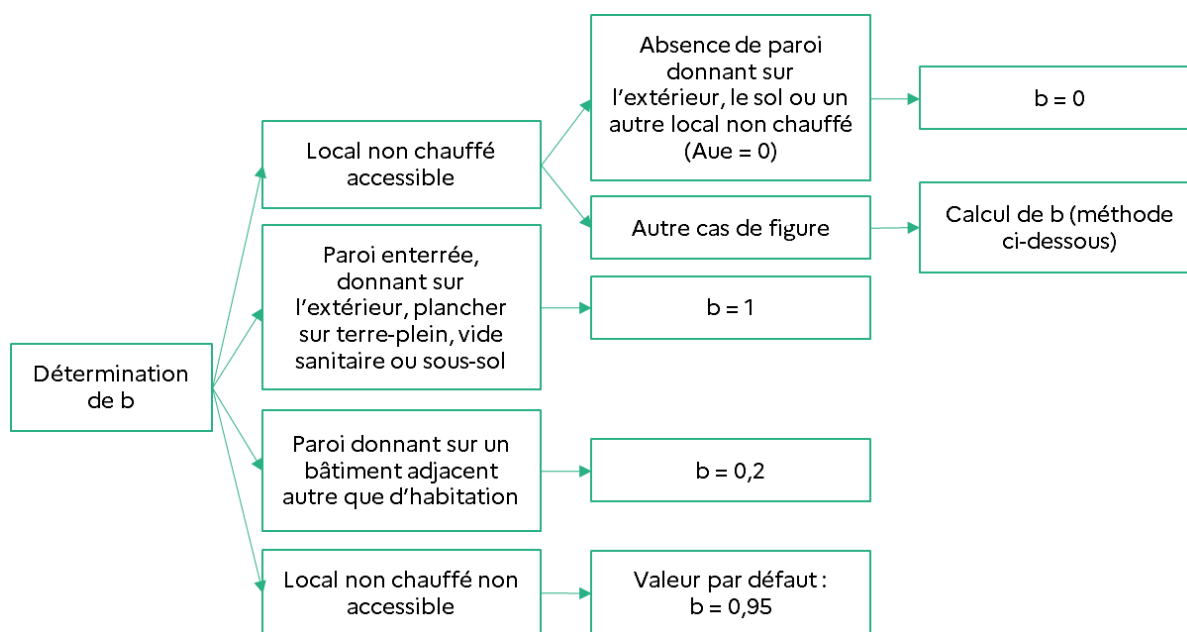 Détermination
de b
Local non chauffé
accessible
Absence de paroi
donnant sur
l'extérieur, le sol ou un
autre local non chauffé
(Aue = 0)
b = 0
Autre cas de figure
Calcul de b (méthode
ci-dessous)
Paroi enterrée,
donnant sur
l'extérieur, plancher
sur terre-plein, vide
sanitaire ou sous-sol
b = 1
Paroi donnant sur un
bâtiment adjacent
autre que d'habitation
b = 0,2
Local non chauffé non
accessible
Valeur par défaut :
b = 0,95